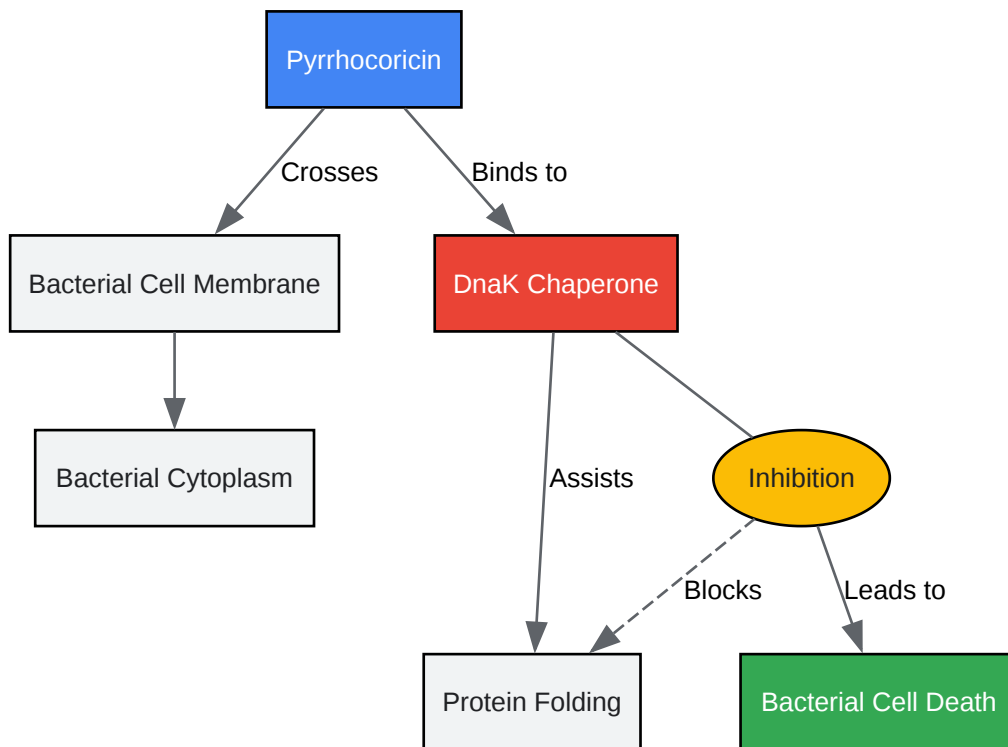 Pyrrhocoricin
Crosses
Binds to
Bacterial Cell Membrane
DnaK Chaperone
Bacterial Cytoplasm
Assists
Inhibition
Blocks
Leads to
Protein Folding
Bacterial Cell Death